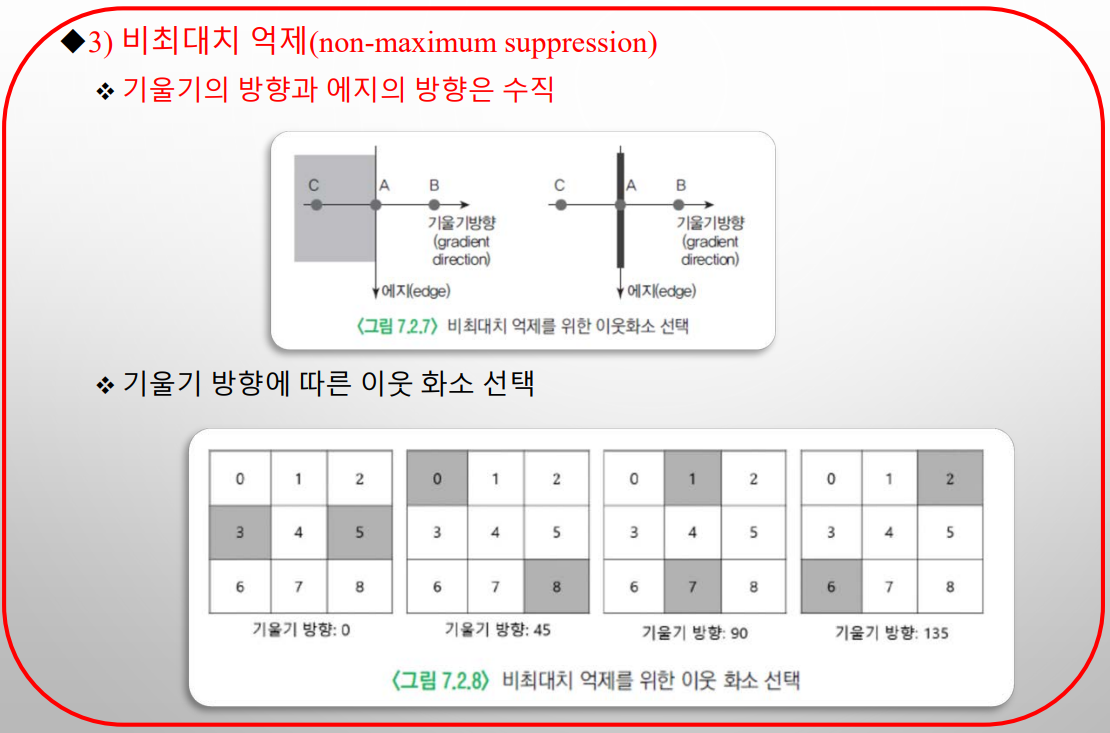 ◆3) 비최대치 억제(non-maximum suppression)
❖ 기울기의 방향과 에지의 방향은 수직
C A B
기울기방향
(gradient
direction)
에지(edge)
C A B
기울기방향
(gradient
direction)
에지(edge)
〈그림 7.2.7〉 비최대치 억제를 위한 이웃화소 선택
❖ 기울기 방향에 따른 이웃 화소 선택
0 1 2
3 4 5
6 7 8
기울기 방향: 0
0 1 2
3 4 5
6 7 8
기울기 방향: 45
0 1 2
3 4 5
6 7 8
기울기 방향: 90
0 1 2
3 4 5
6 7 8
기울기 방향: 135
〈그림 7.2.8〉 비최대치 억제를 위한 이웃 화소 선택